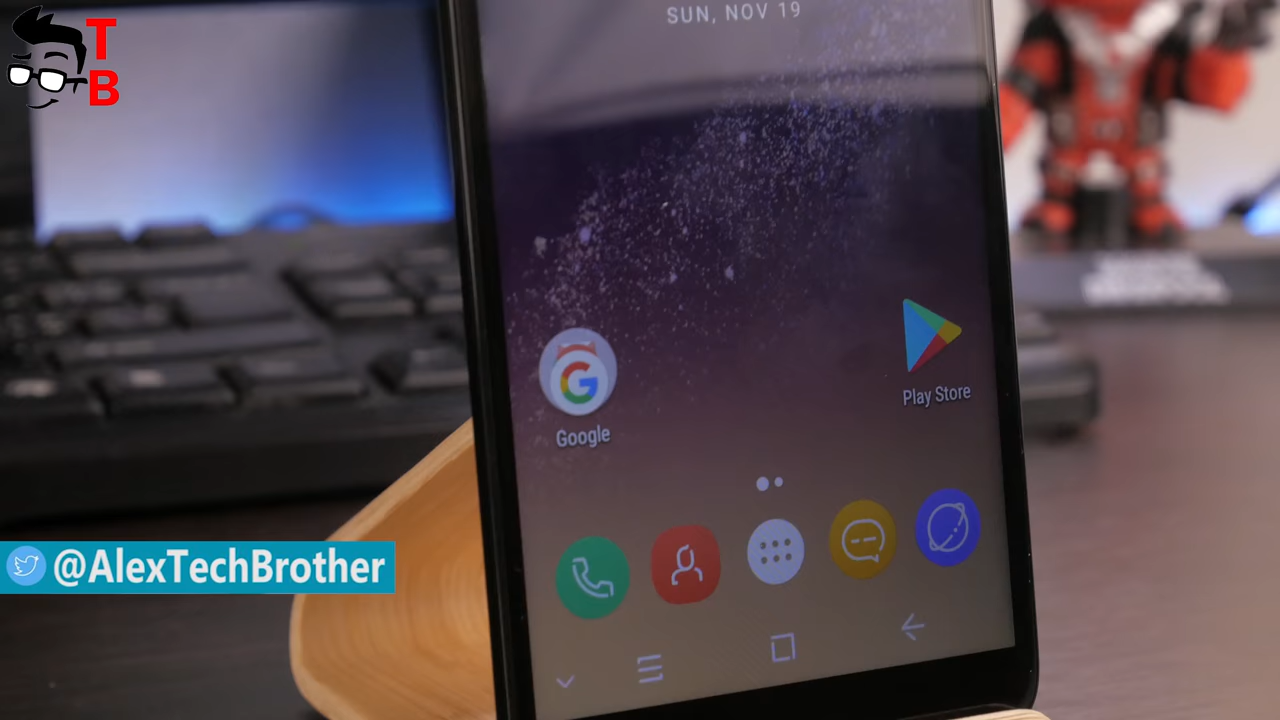 T
B
SUN, NOV 19
Google
Play Store
@AlexTechBrother